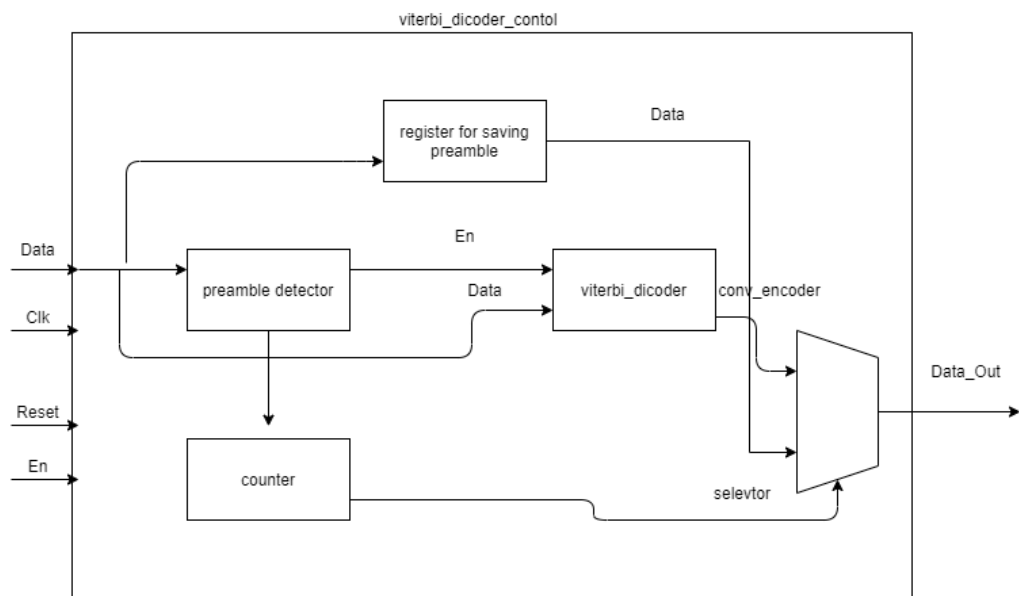 viterbi_dicoder_contol
register for saving
preamble
Data
Data
En
preamble detector
Data
viterbi_dicoder
conv_encoder
Clk
Data_Out
Reset
En
counter
selevtor